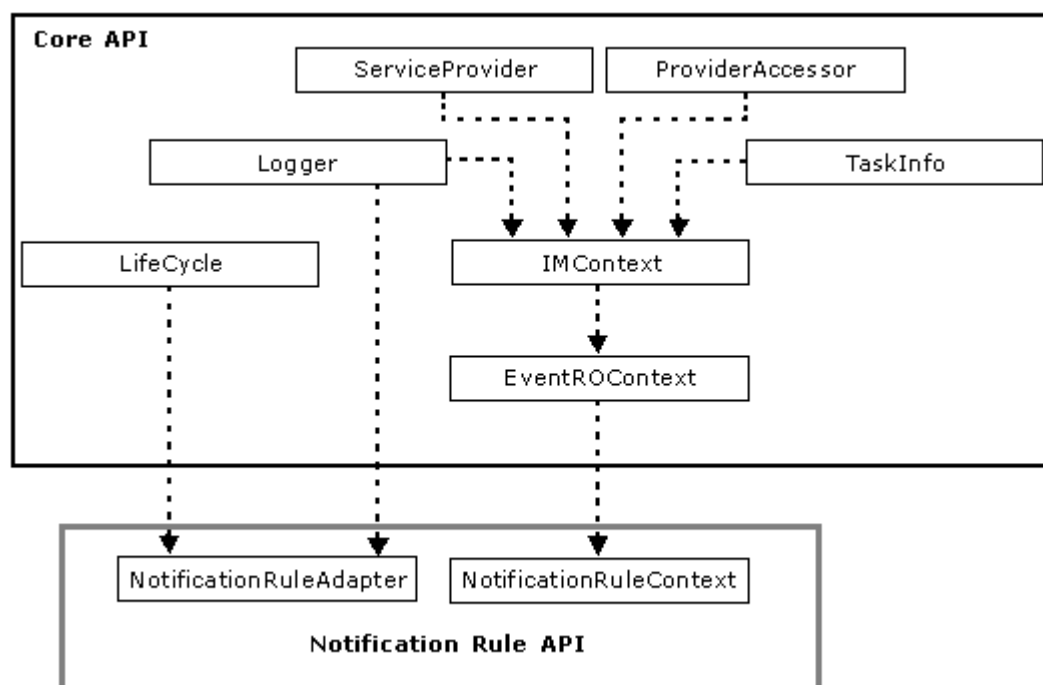 Core API
ServiceProvider
ProviderAccessor
Logger
TaskInfo
LifeCycle
IMContext
EventROContext
NotificationRuleAdapter
NotificationRuleContext
Notification Rule API